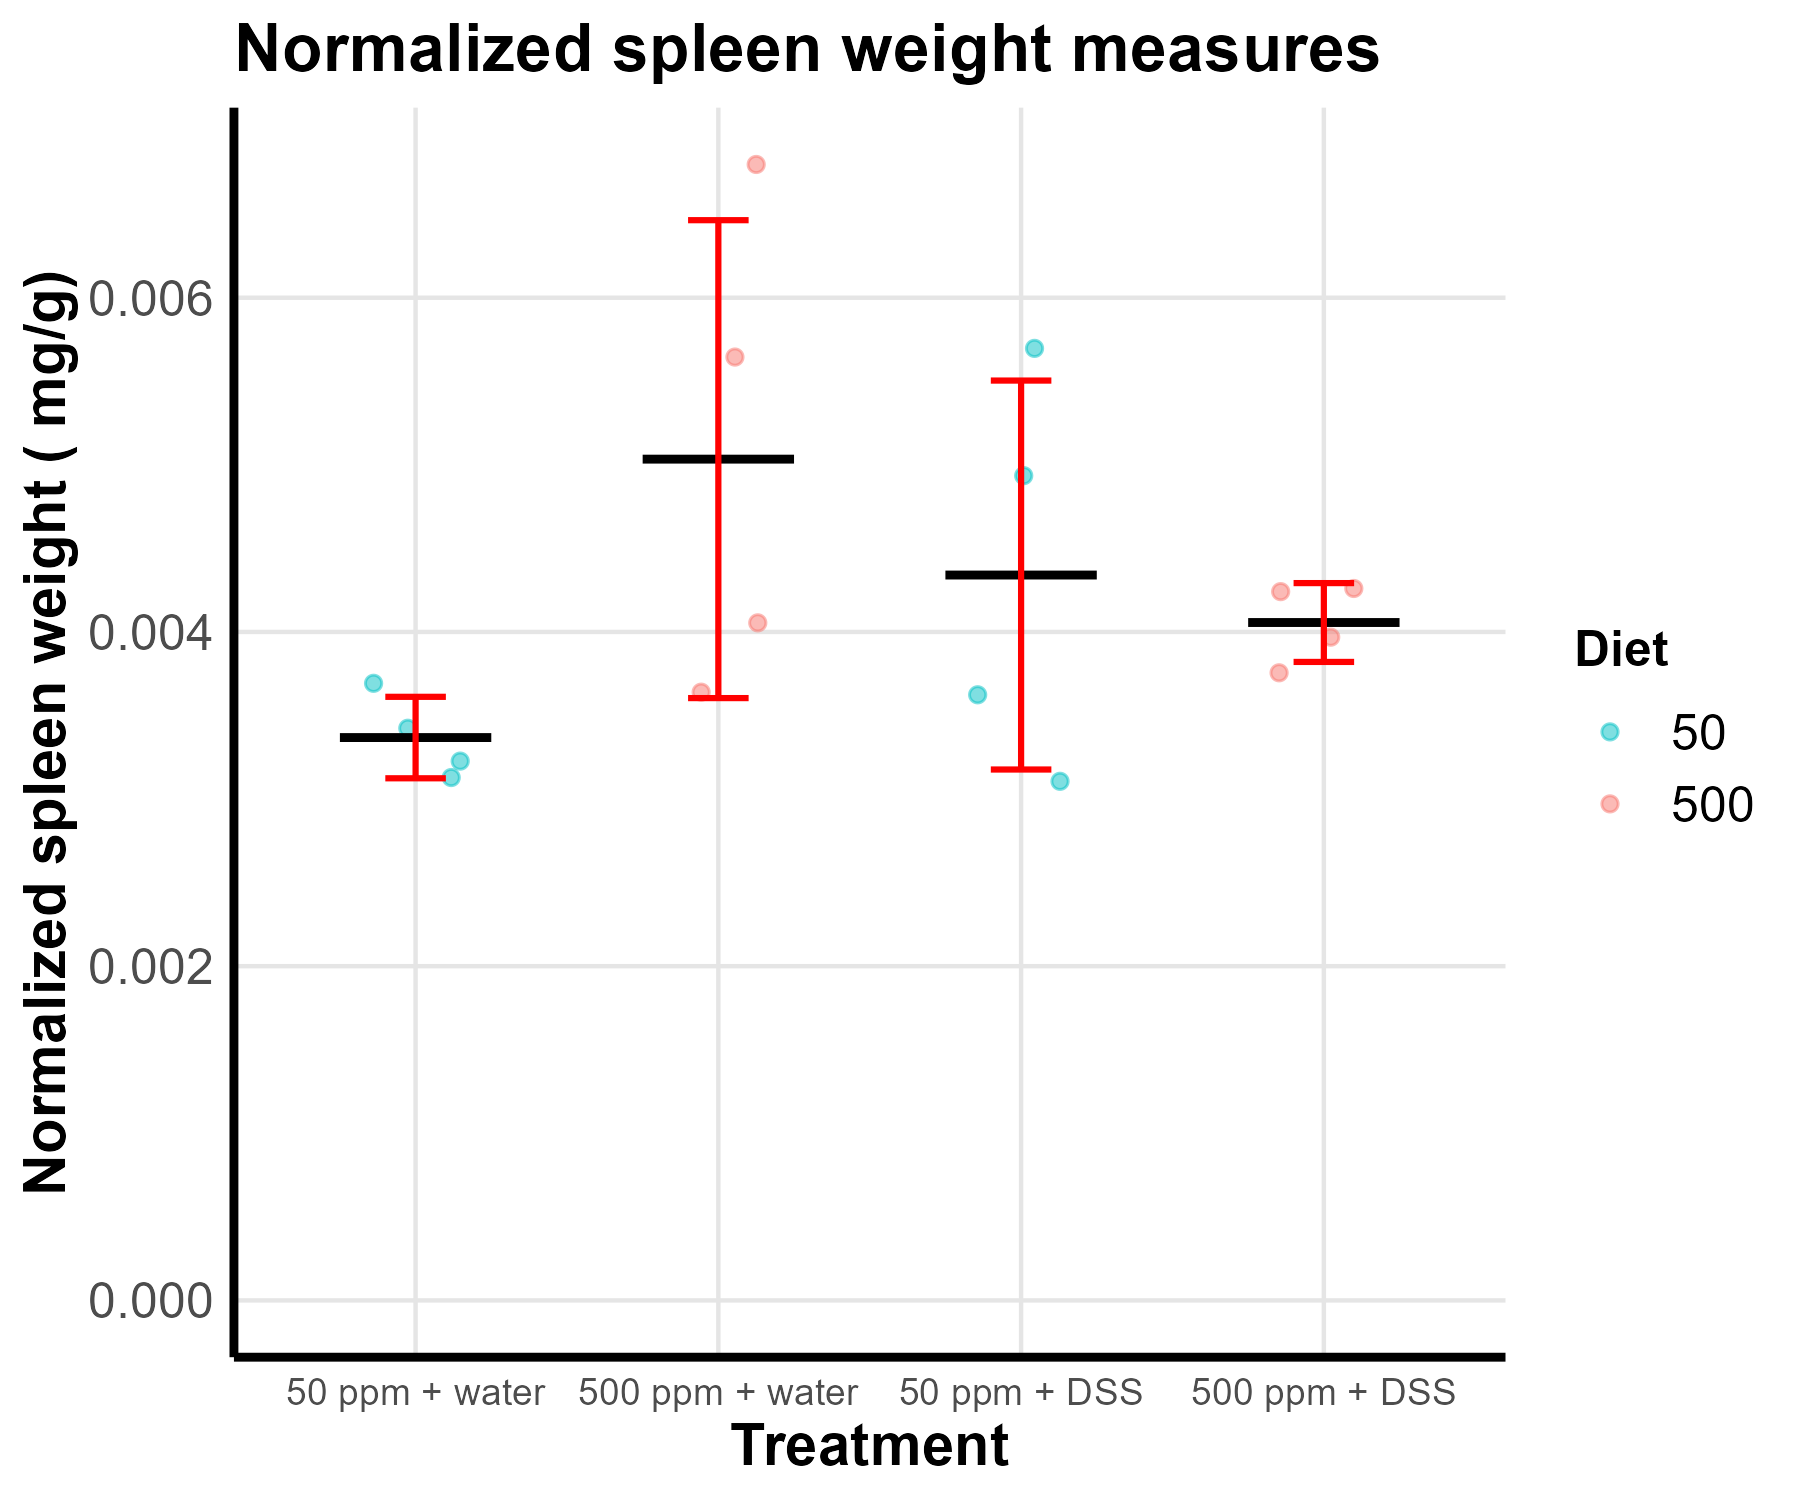 Normalized spleen weight measures
Normalized spleen weight ( mg/g)
0.006
0.004
0.002
0.000
50 ppm + water
500 ppm + water
50 ppm + DSS
500 ppm + DSS
Treatment
Diet
50
500